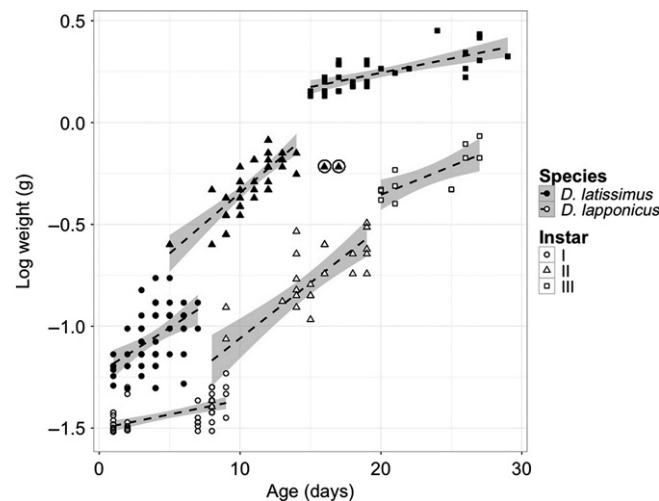 0.5
0.0
−0.5
−1.0
−1.5
Log weight (g)
0
10
20
30
Age (days)
Species
D. latissimus
D. lapponicus
Instar
I
II
III